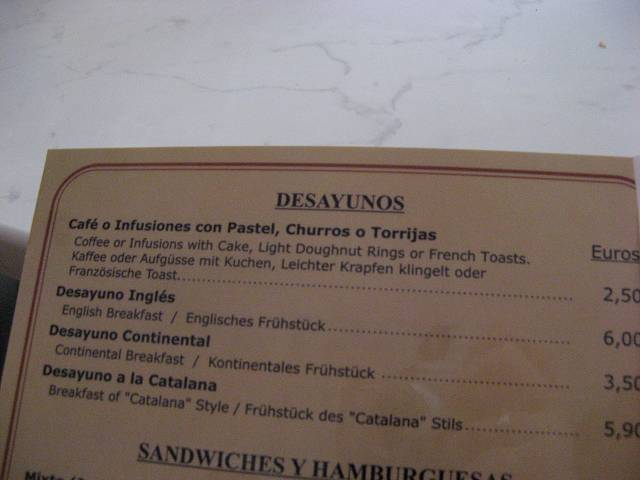 DESAYUNOS
Euros
Café o Infusiones con Pastel, Churros o Torrijas
Coffee or Infusions with Cake, Light Doughnut Rings or French Toasts.
Kaffee oder Aufgüsse mit Kuchen, Leichter Krapfen klingelt oder
Französische Toast.......... 2,50
Desayuno Inglés
English Breakfast / Englisches Frühstück.......... 6,00
Desayuno Continental
Continental Breakfast / Kontinentales Frühstück .......... 3,50
Desayuno a la Catalana
Breakfast of "Catalana" Style / Frühstück des "Catalana" Stils.......... 5,90
SANDWICHES Y HAMBURGUESAS